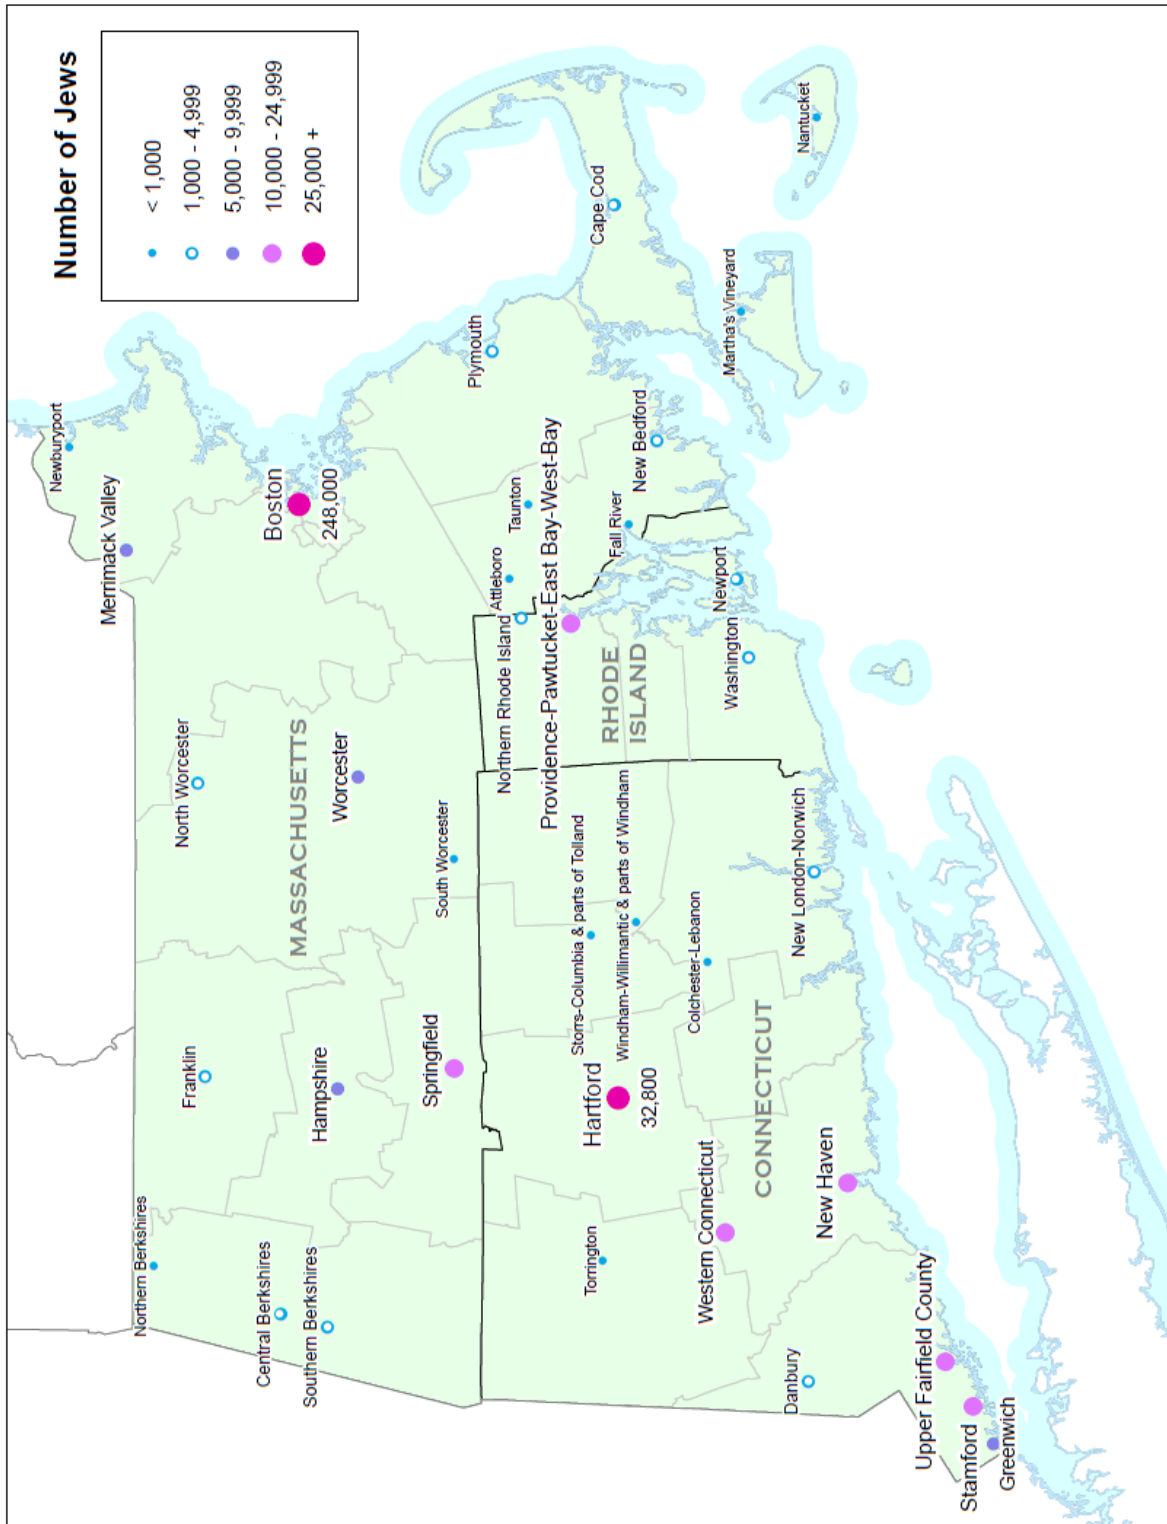 Number of Jews
< 1,000
1,000 - 4,999
5,000 - 9,999
10,000 - 24,999
25,000 +
Newburyport
Merrimack Valley
Northern Berkshires
Franklin
North Worcester
Boston
248,000
Central Berkshires
Southern Berkshires
Hampshire
MASSACHUSETTS
Worcester
Springfield
South Worcester
Plymouth
Northern Rhode Island
Attleboro
Taunton
Providence-Pawtucket-East Bay-West-Bay
Cape Cod
Torrington
Hartford
32,800
Storrs-Columbia & parts of Tolland
Windham-Willimantic & parts of Windham
RHODE
ISLAND
Fall River
New Bedford
Western Connecticut
Colchester-Lebanon
Washington
Newport
Martha's Vineyard
Nantucket
CONNECTICUT
Danbury
New Haven
New London-Norwich
Upper Fairfield County
Stamford
Greenwich